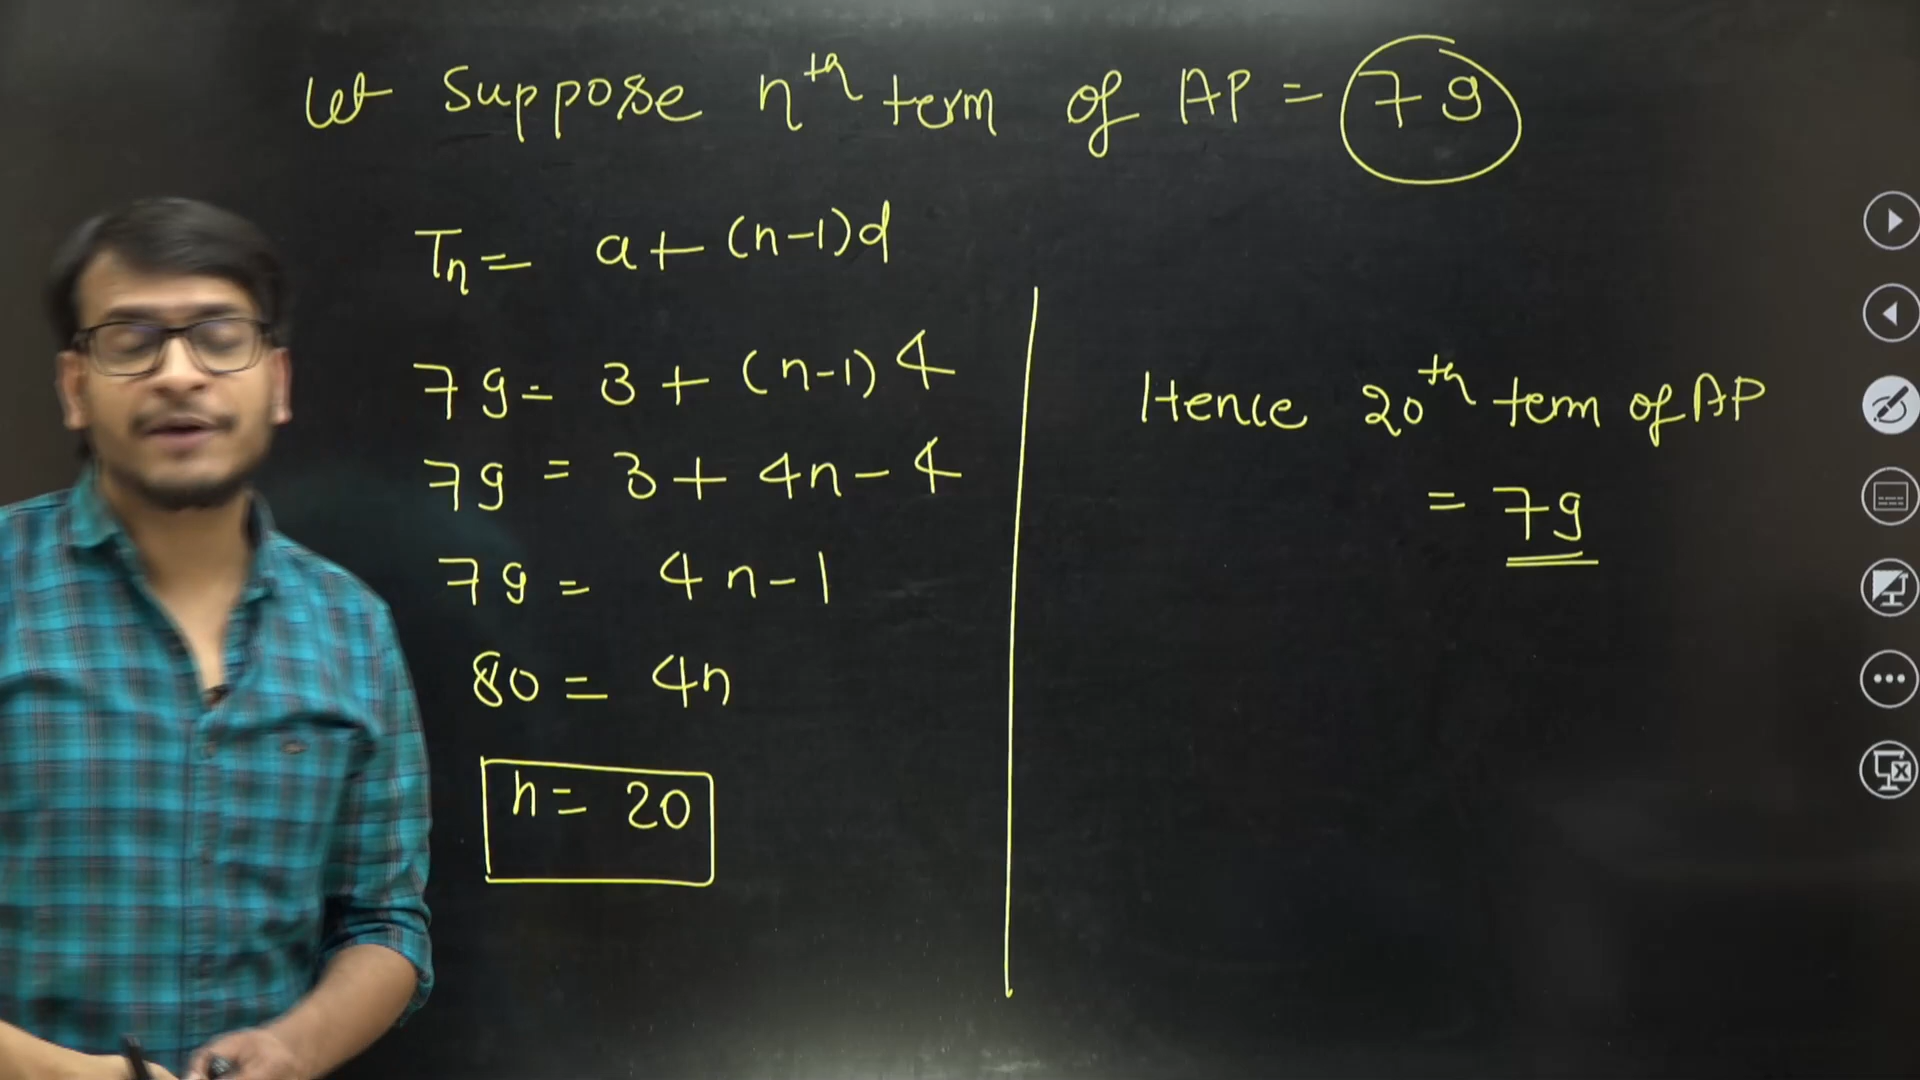 Let Suppose nᵗʰ term of AP = 79
Tₙ = a + (n-1)d
79 = 3 + (n-1) 4
79 = 3 + 4n - 4
79 = 4n - 1
80 = 4n
n = 20
Hence 20ᵗʰ term of AP
= 79